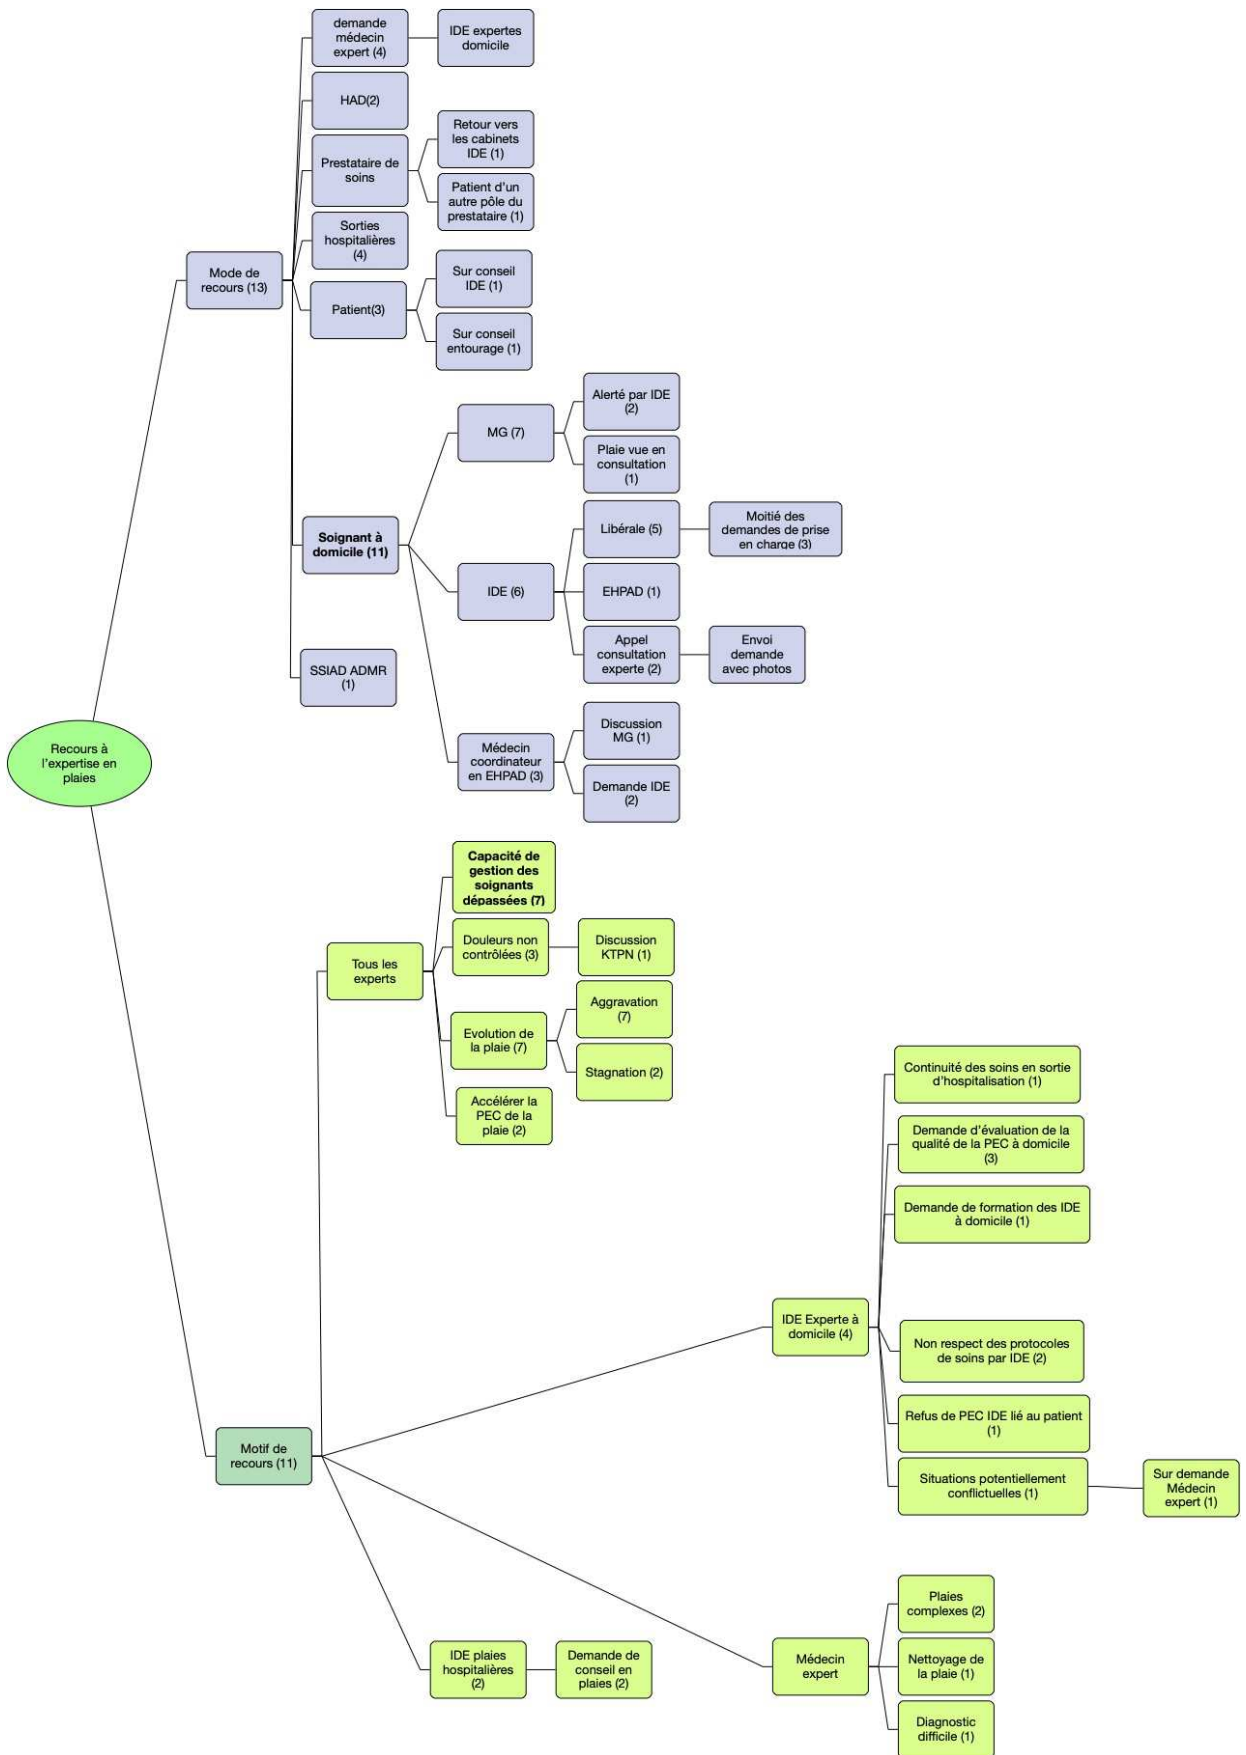 demande
médecin
expert (4)
IDE expertes
domicile
HAD(2)
Prestataire de
soins
Retour vers
les cabinets
IDE (1)
Patient d'un
autre pôle du
prestataire (1)
Sorties
hospitalières
(4)
Mode de
recours (13)
Patient(3)
Sur conseil
IDE (1)
Sur conseil
entourage (1)
Soignant à
domicile (11)
MG (7)
Alerté par IDE
(2)
Plaie vue en
consultation
(1)
IDE (6)
Libérale (5)
Moitié des
demandes de prise
en charge (3)
EHPAD (1)
Appel
consultation
experte (2)
Envoi
demande
avec photos
SSIAD ADMR
(1)
Médecin
coordinateur
en EHPAD (3)
Discussion
MG (1)
Demande IDE
(2)
Recours à
l'expertise en
plaies
Capacité de
gestion des
soignants
dépassées (7)
Tous les
experts
Douleurs non
contrôlées (3)
Discussion
KTPN (1)
Evolution de
la plaie (7)
Aggravation
(7)
Stagnation (2)
Accélérer la
PEC de la
plaie (2)
Continuité des soins en sortie
d'hospitalisation (1)
Demande d'évaluation de la
qualité de la PEC à domicile
(3)
Demande de formation des IDE
à domicile (1)
IDE Experte à
domicile (4)
Non respect des protocoles
de soins par IDE (2)
Refus de PEC IDE lié au patient
(1)
Situations potentiellement
conflictuelles (1)
Sur demande
Médecin
expert (1)
Motif de
recours (11)
IDE plaies
hospitalières
(2)
Demande de
conseil en
plaies (2)
Médecin
expert
Plaies
complexes (2)
Nettoyage de
la plaie (1)
Diagnostic
difficile (1)